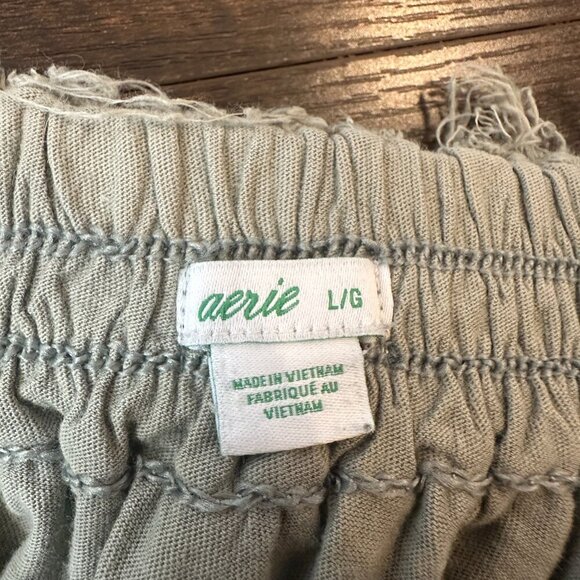 aerie L/G
MADE IN VIETNAM
FABRIQUÉ AU
VIETNAM